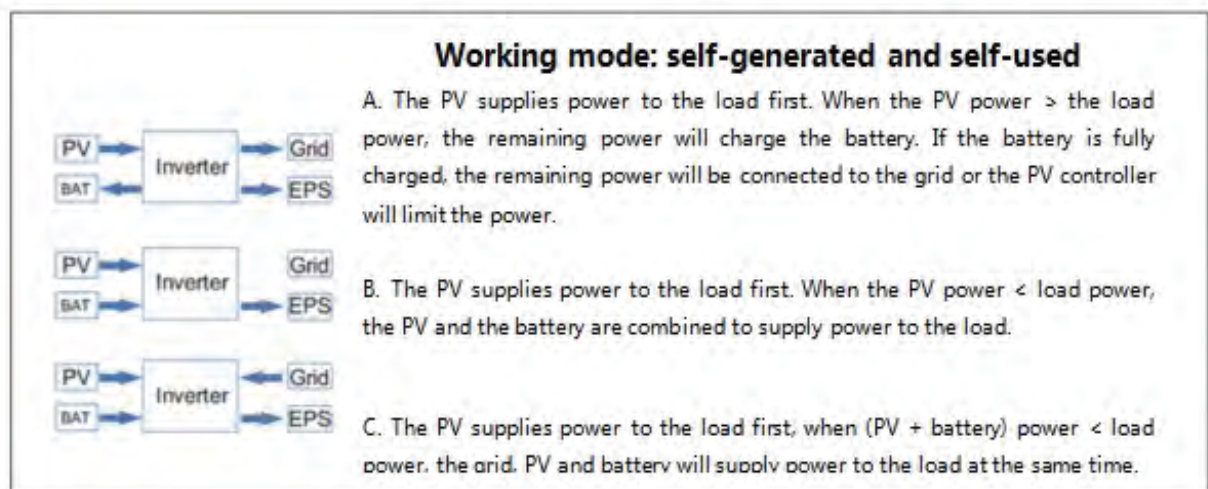 Working mode: self-generated and self-used
A. The PV supplies power to the load first. When the PV power > the load
power, the remaining power will charge the battery. If the battery is fully
charged, the remaining power will be connected to the grid or the PV controller
will limit the power.
PV Inverter Grid
BAT EPS
B. The PV supplies power to the load first. When the PV power < load power,
the PV and the battery are combined to supply power to the load.
PV Inverter Grid
BAT EPS
C. The PV supplies power to the load first, when (PV + battery) power < load
power, the grid, PV and battery will supply power to the load at the same time.
PV Inverter Grid
BAT EPS